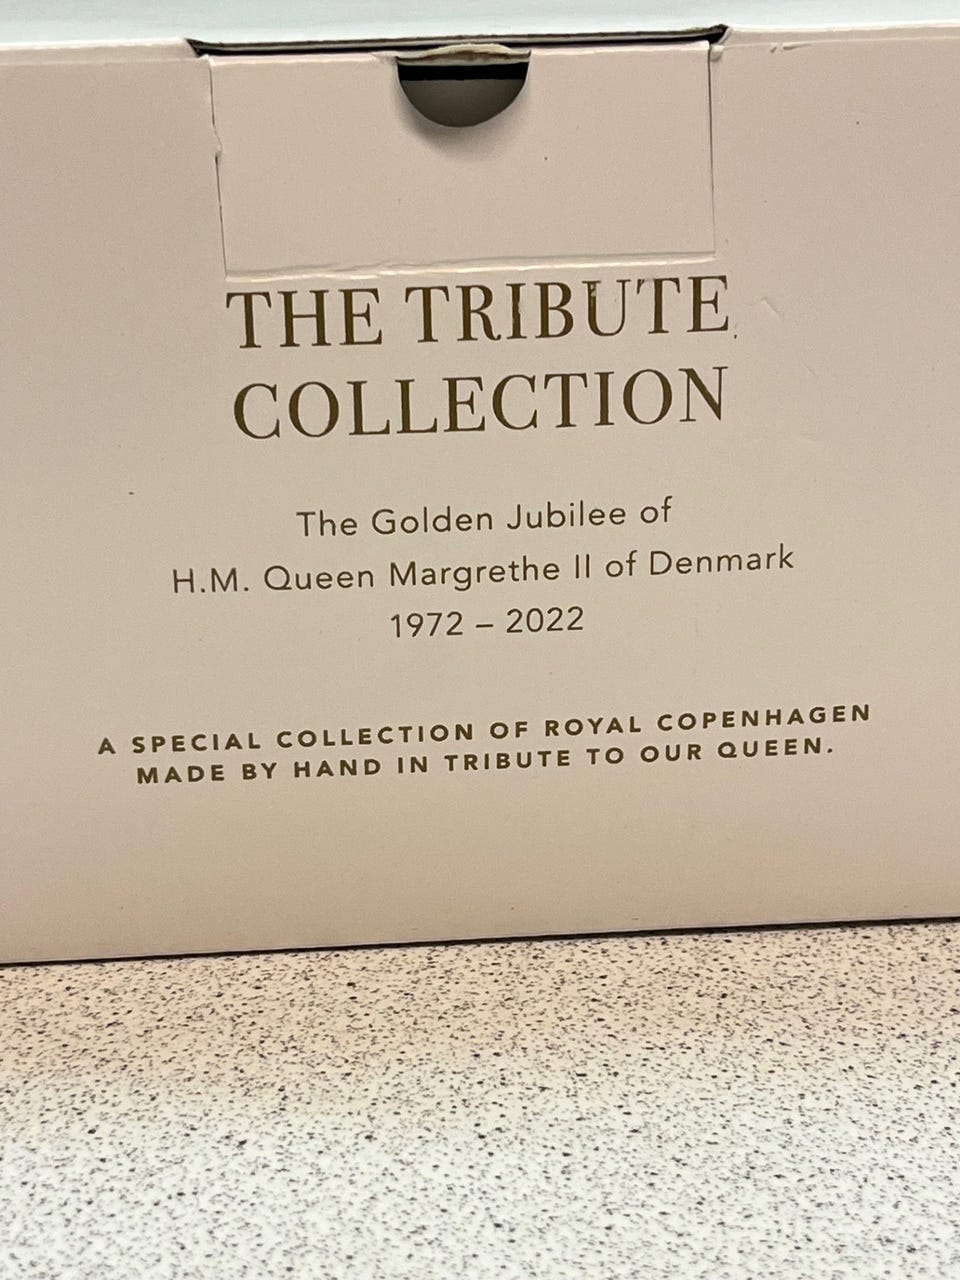 THE TRIBUTE
COLLECTION
The Golden Jubilee of
H.M. Queen Margrethe II of Denmark
1972 – 2022
A SPECIAL COLLECTION OF ROYAL COPENHAGEN
MADE BY HAND IN TRIBUTE TO OUR QUEEN.